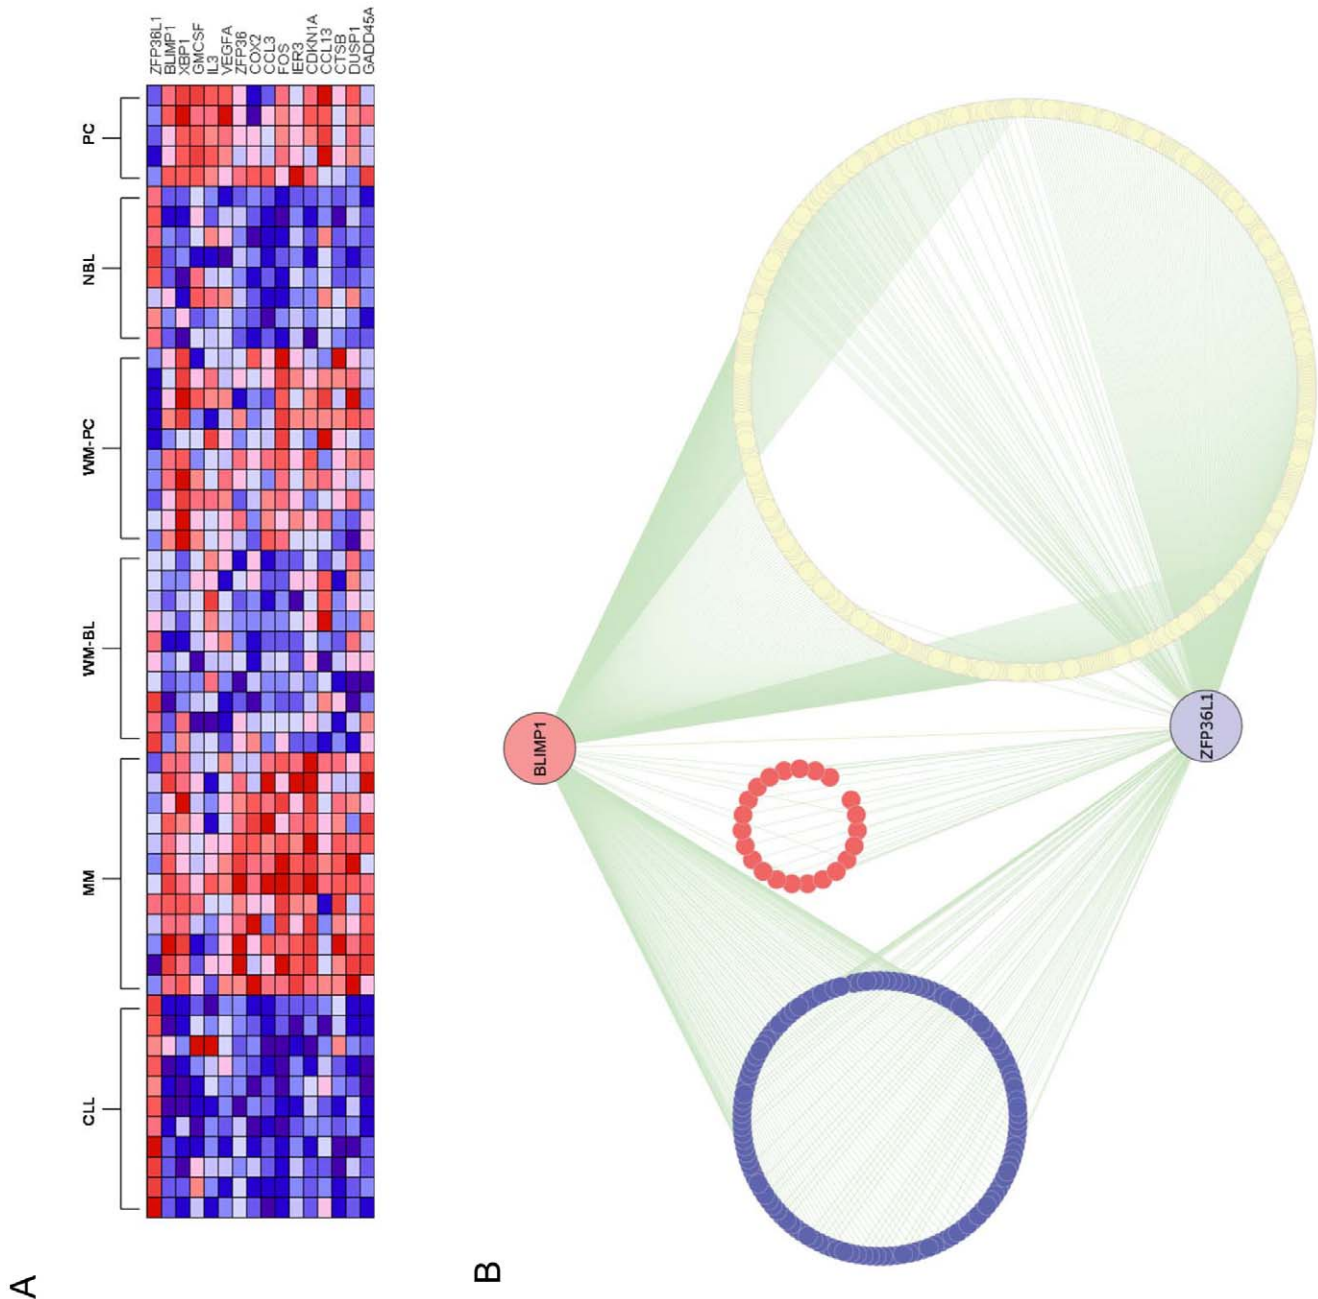 A
ZFP36L1
BLIMP1
XBP1
GMCSF
IL3
VEGFA
ZFP36
COX2
CCL3
FOS
IER3
CDKN1A
CCL13
CTSB
DUSP1
GADD45A
PC
NBL
WM-PC
WM-BL
MM
CLL
B
BLIMP1
ZFP36L1